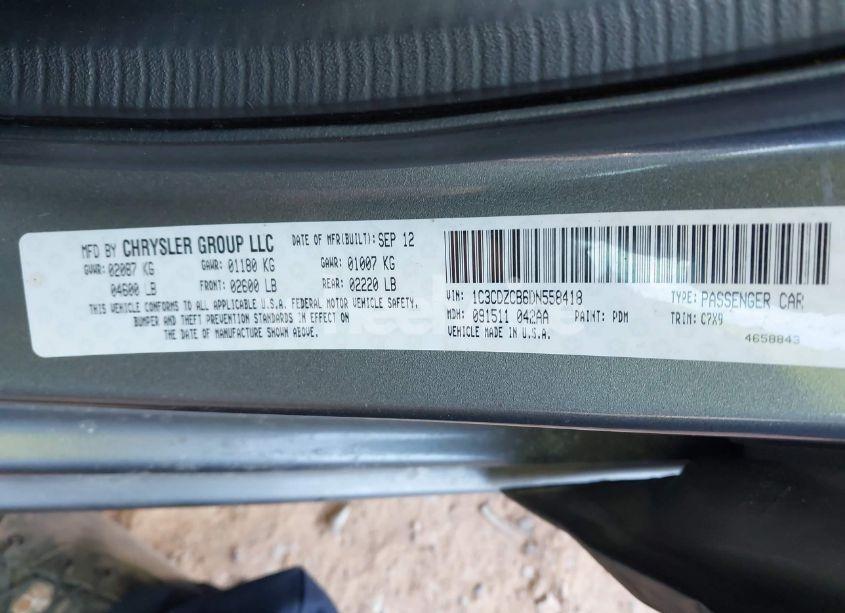 MFD BY CHRYSLER GROUP LLC DATE OF MFR(BUILT): SEP 12
GVWR: 02087 KG GAWR: 01180 KG GAWR: 01007 KG
04600 LB FRONT: 02600 LB REAR: 02220 LB
THIS VEHICLE CONFORMS TO ALL APPLICABLE U.S.A. FEDERAL MOTOR VEHICLE SAFETY,
BUMPER AND THEFT PREVENTION STANDARDS IN EFFECT ON
THE DATE OF MANUFACTURE SHOWN ABOVE.
VIN: 1C3CDZCB6DN558418 TYPE: PASSENGER CAR
MDH: 091511 042AA PAINT: PDM TRIM: C7X9
VEHICLE MADE IN U.S.A. 4658843